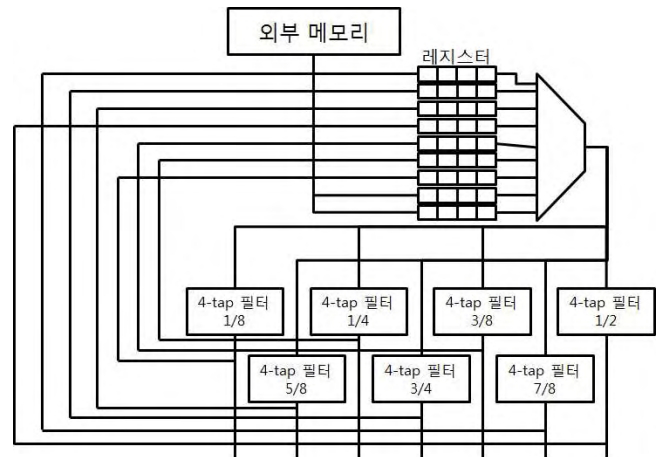 외부 메모리
레지스터
4-tap 필터
1/8
4-tap 필터
1/4
4-tap 필터
3/8
4-tap 필터
1/2
4-tap 필터
5/8
4-tap 필터
3/4
4-tap 필터
7/8